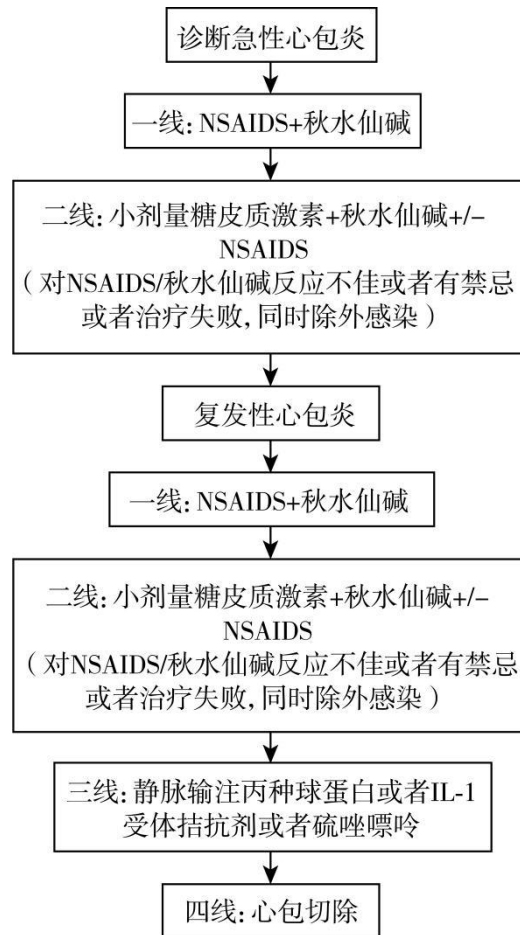 诊断急性心包炎
一线: NSAIDS+秋水仙碱
二线: 小剂量糖皮质激素+秋水仙碱+/–
NSAIDS
（对NSAIDS/秋水仙碱反应不佳或者有禁忌
或者治疗失败, 同时除外感染）
复发性心包炎
一线: NSAIDS+秋水仙碱
二线: 小剂量糖皮质激素+秋水仙碱+/–
NSAIDS
（对NSAIDS/秋水仙碱反应不佳或者有禁忌
或者治疗失败, 同时除外感染）
三线: 静脉输注丙种球蛋白或者IL-1
受体拮抗剂或者硫唑嘌呤
四线: 心包切除